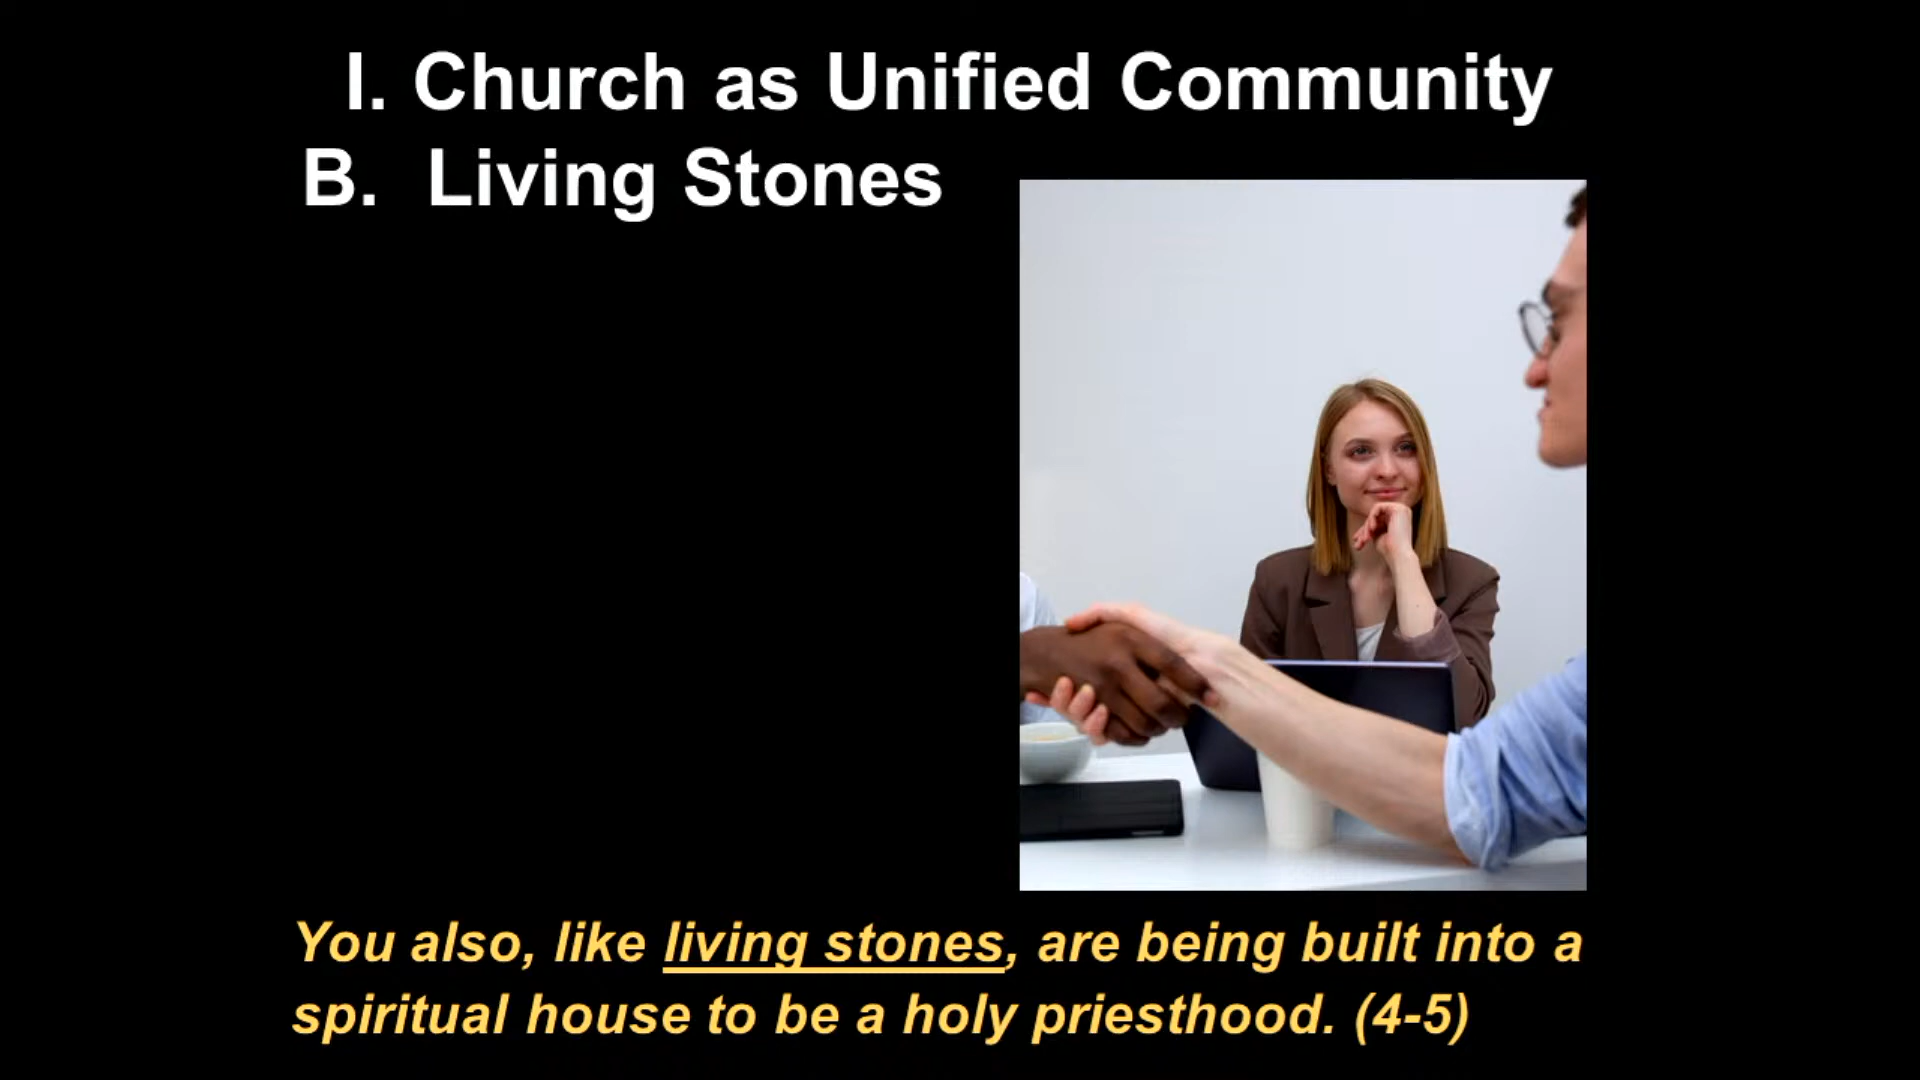 I. Church as Unified Community
B. Living Stones
You also, like living stones, are being built into a
spiritual house to be a holy priesthood. (4-5)